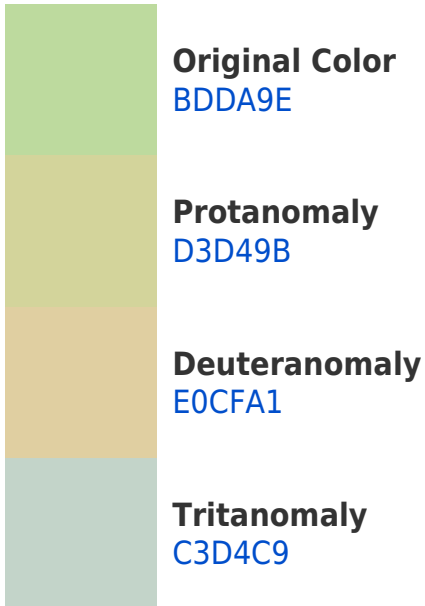 Original Color
BDDA9E
Protanomaly
D3D49B
Deuteranomaly
E0CFA1
Tritanomaly
C3D4C9